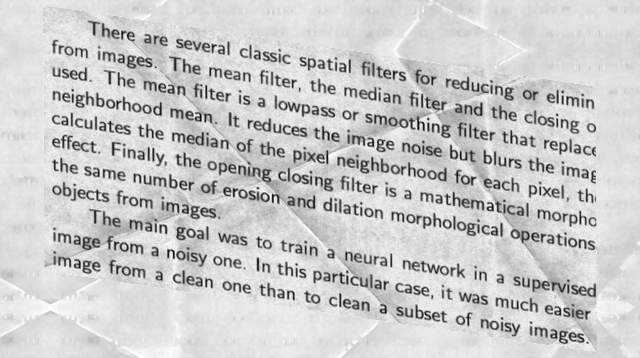 There are several classic spatial filters for reducing or elimin
from images. The mean filter, the median filter and the closing o
used. The mean filter is a lowpass or smoothing filter that replace
neighborhood mean. It reduces the image noise but blurs the imag
calculates the median of the pixel neighborhood for each pixel, th
effect. Finally, the opening closing filter is a mathematical morpho
the same number of erosion and dilation morphological operations
objects from images.
The main goal was to train a neural network in a supervised
image from a noisy one. In this particular case, it was much easier
image from a clean one than to clean a subset of noisy images.